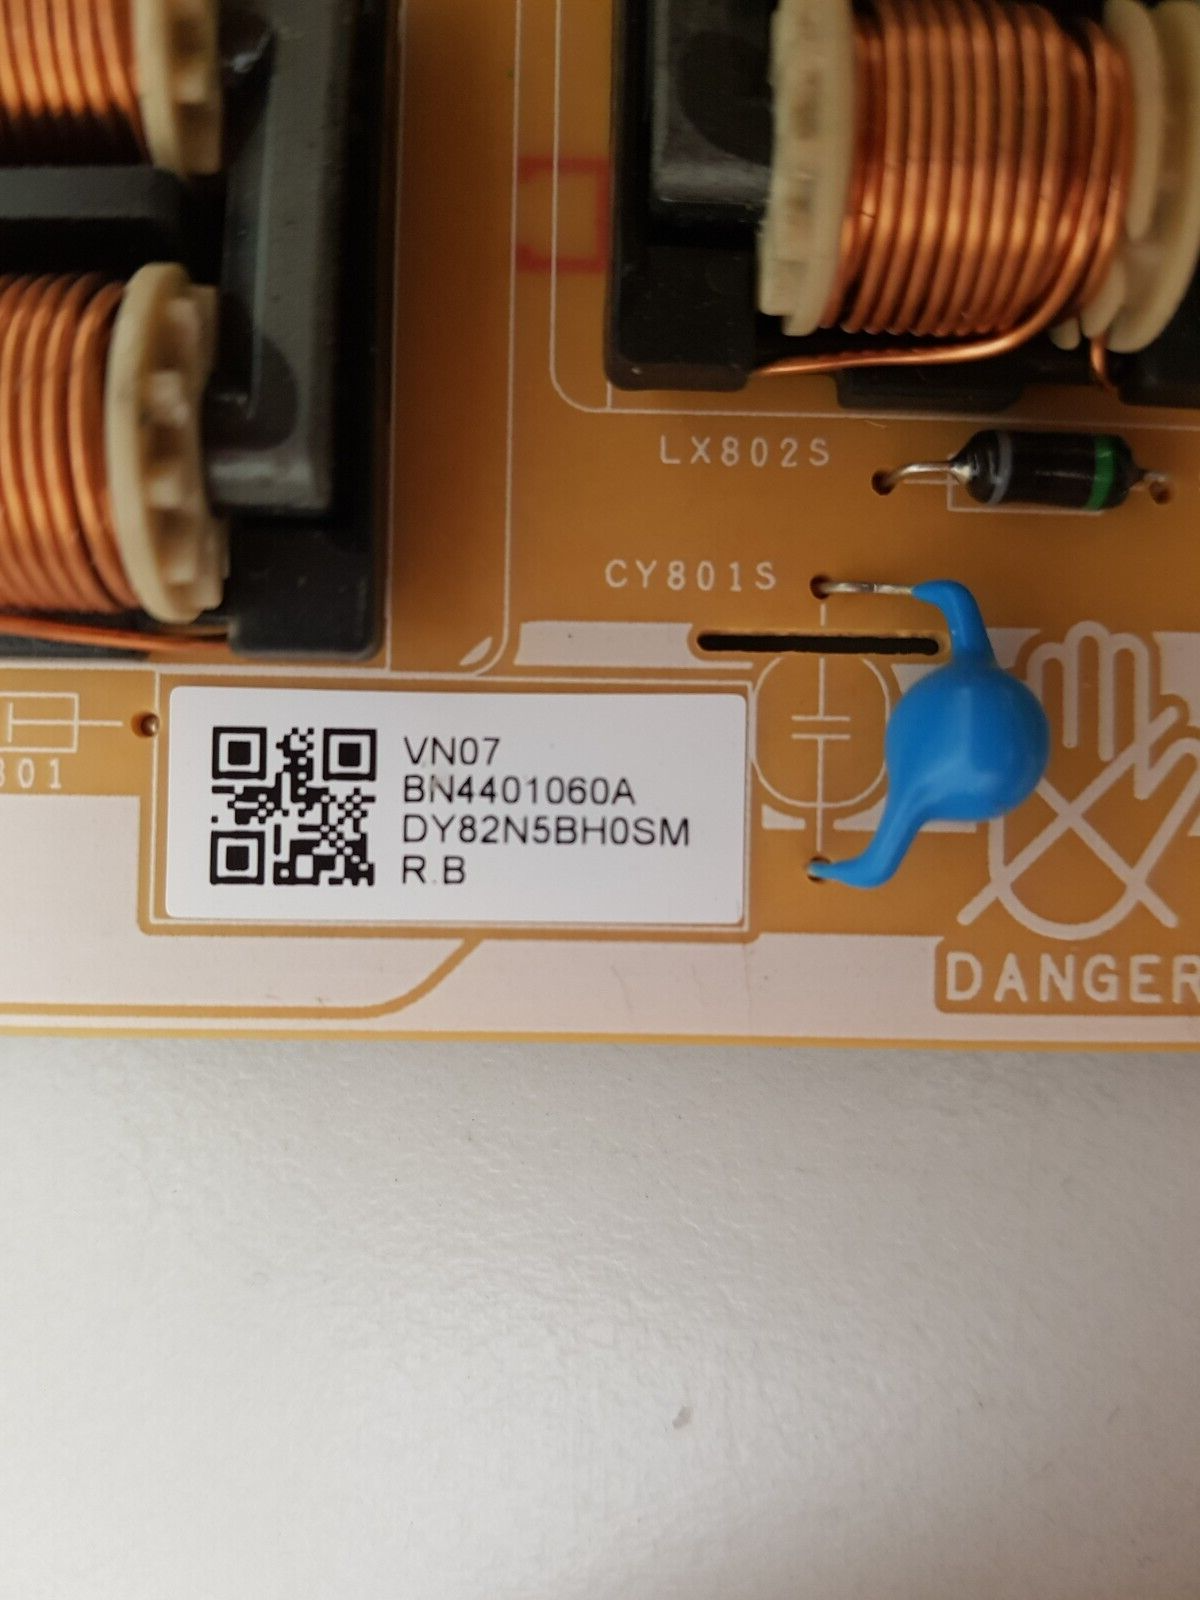 LX802S
CY801S
801
VN07
BN4401060A
DY82N5BH0SM
R.B
DANGER